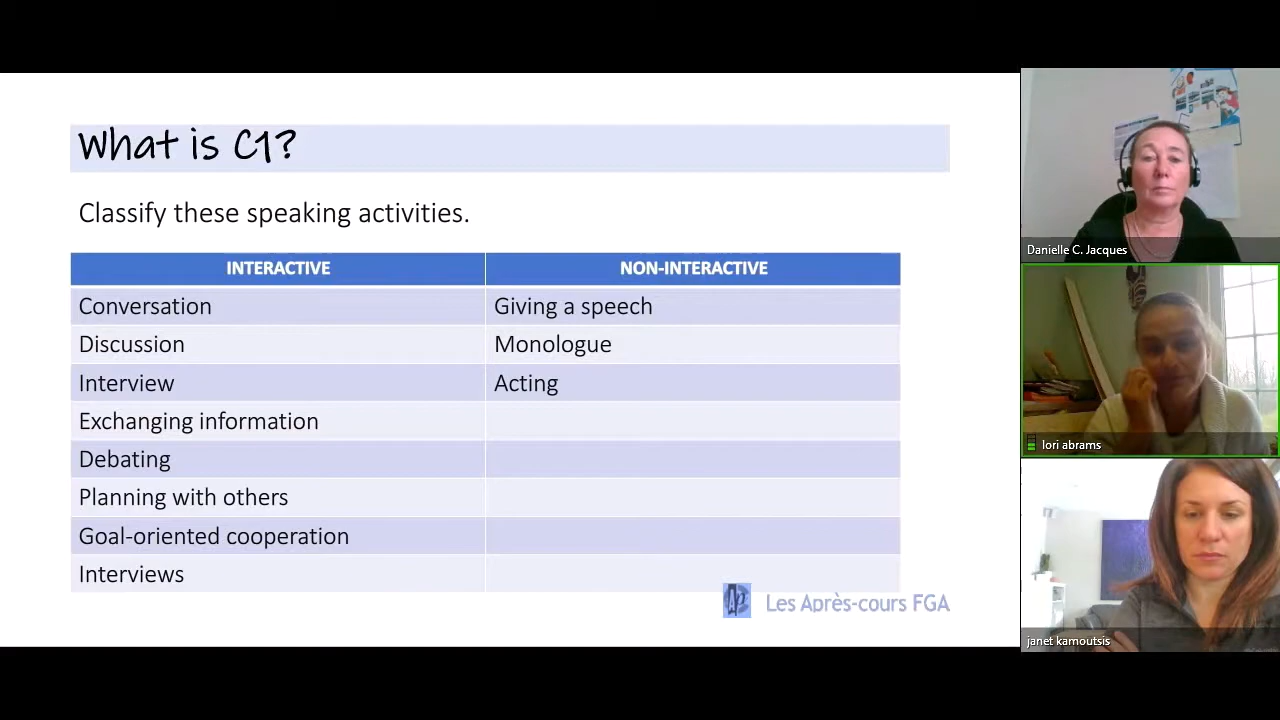 What is C1?
Classify these speaking activities.
INTERACTIVE NON-INTERACTIVE
Conversation Giving a speech
Discussion Monologue
Interview Acting
Exchanging information
Debating
Planning with others
Goal-oriented cooperation
Interviews
AP Les Après-cours FGA
Danielle C. Jacques
lori abrams
janet kamoutsis